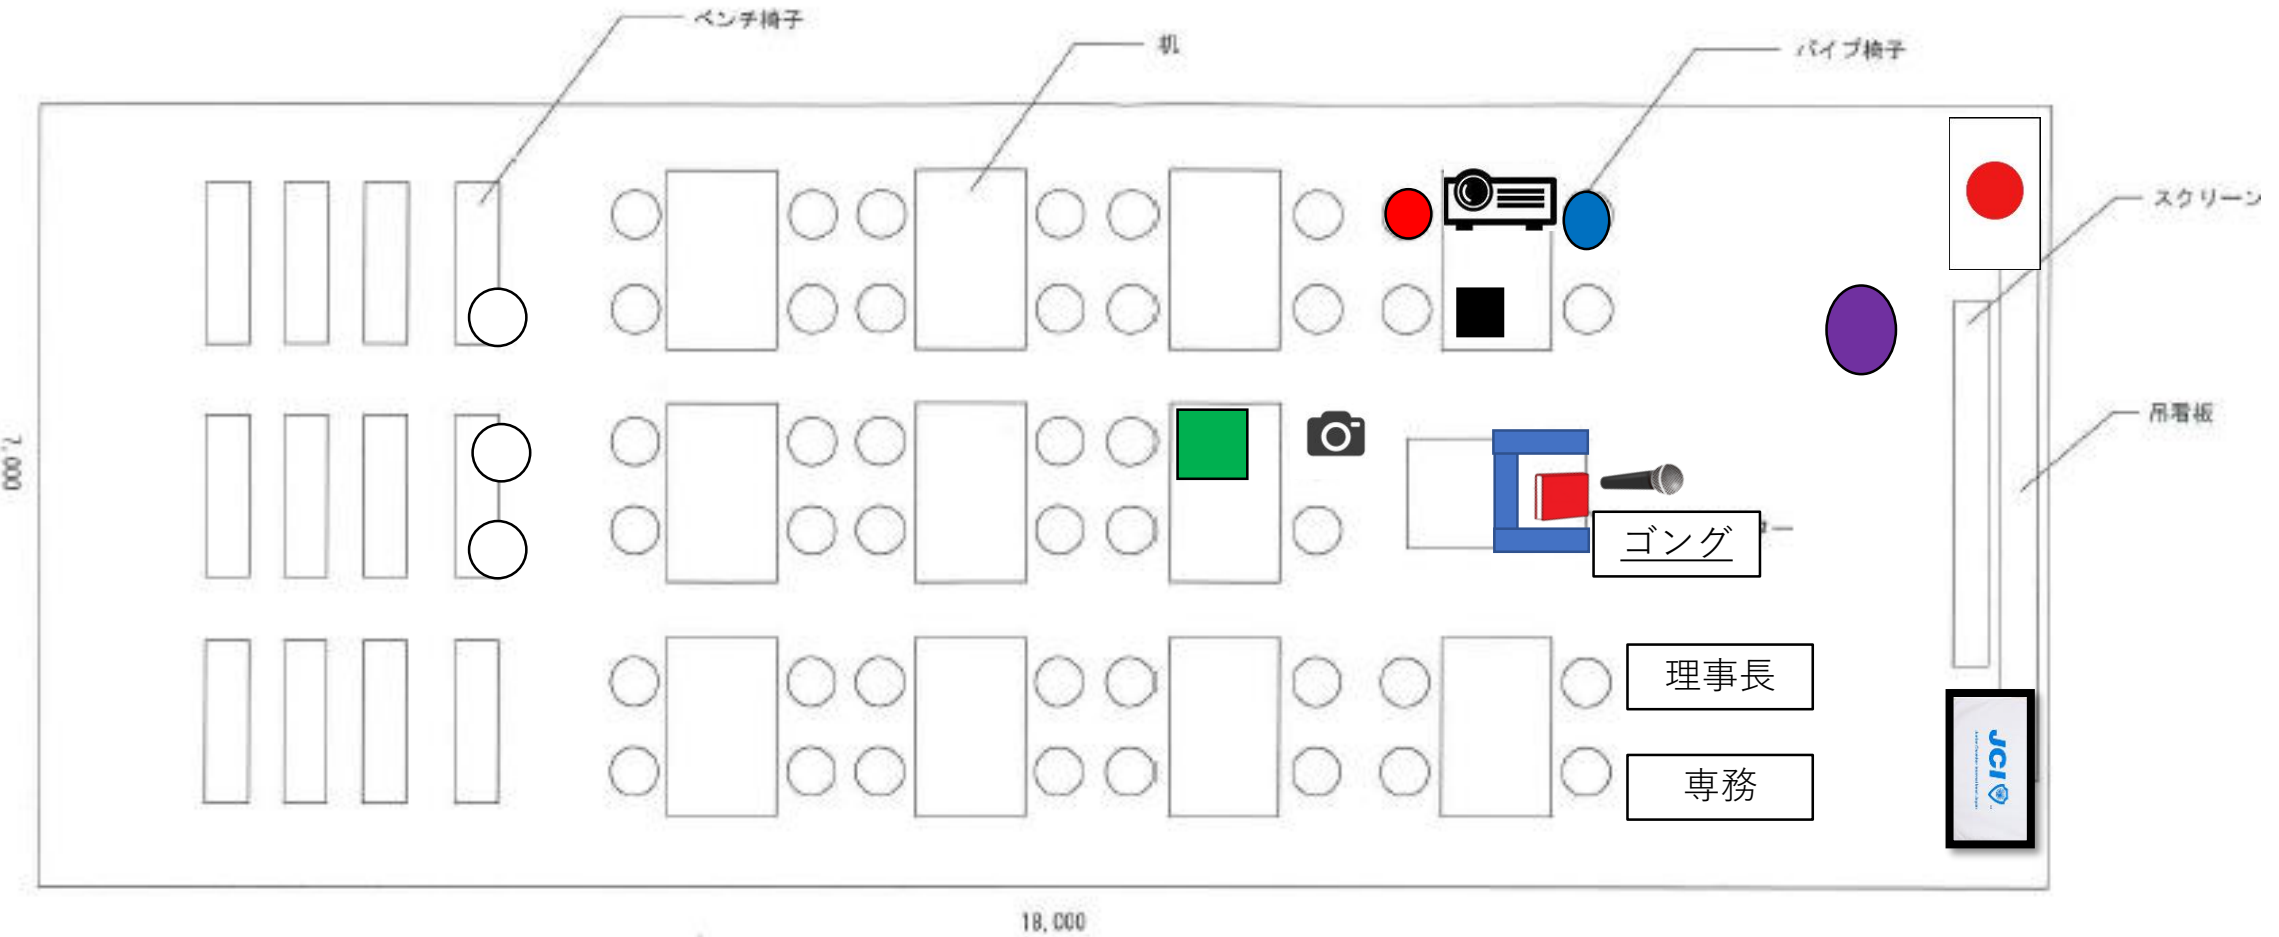 ベンチ椅子
机
パイプ椅子
スクリーン
吊看板
7,000
ゴング
ー
理事長
専務
JCI
18,000